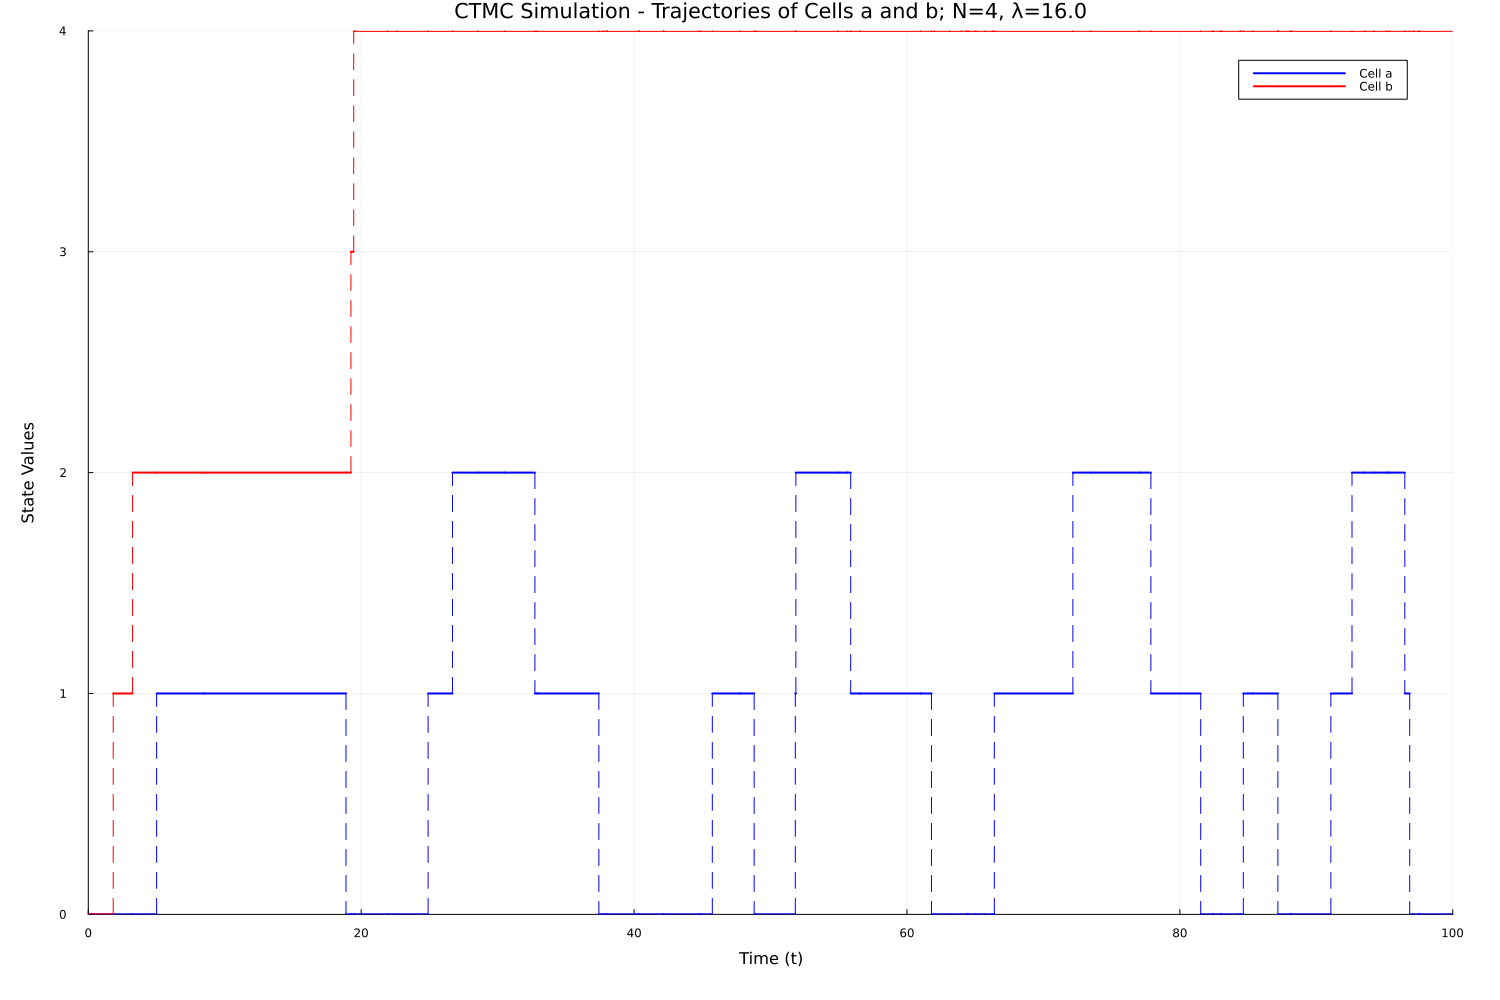 CTMC Simulation - Trajectories of Cells a and b; N=4, λ=16.0
4
Cell a
Cell b
3
2
State Values
1
0
0 20 40 60 80 100
Time (t)